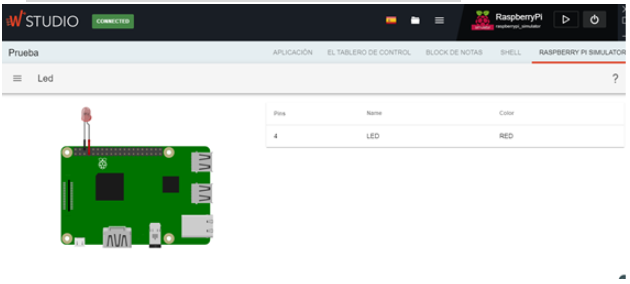 W STUDIO CONNECTED RaspberryPi
raspberrypi_simulator
Prueba APLICACIÓN EL TABLERO DE CONTROL BLOCK DE NOTAS SHELL RASPBERRY PI SIMULATOR
Led ?
Pins Name Color
4 LED RED